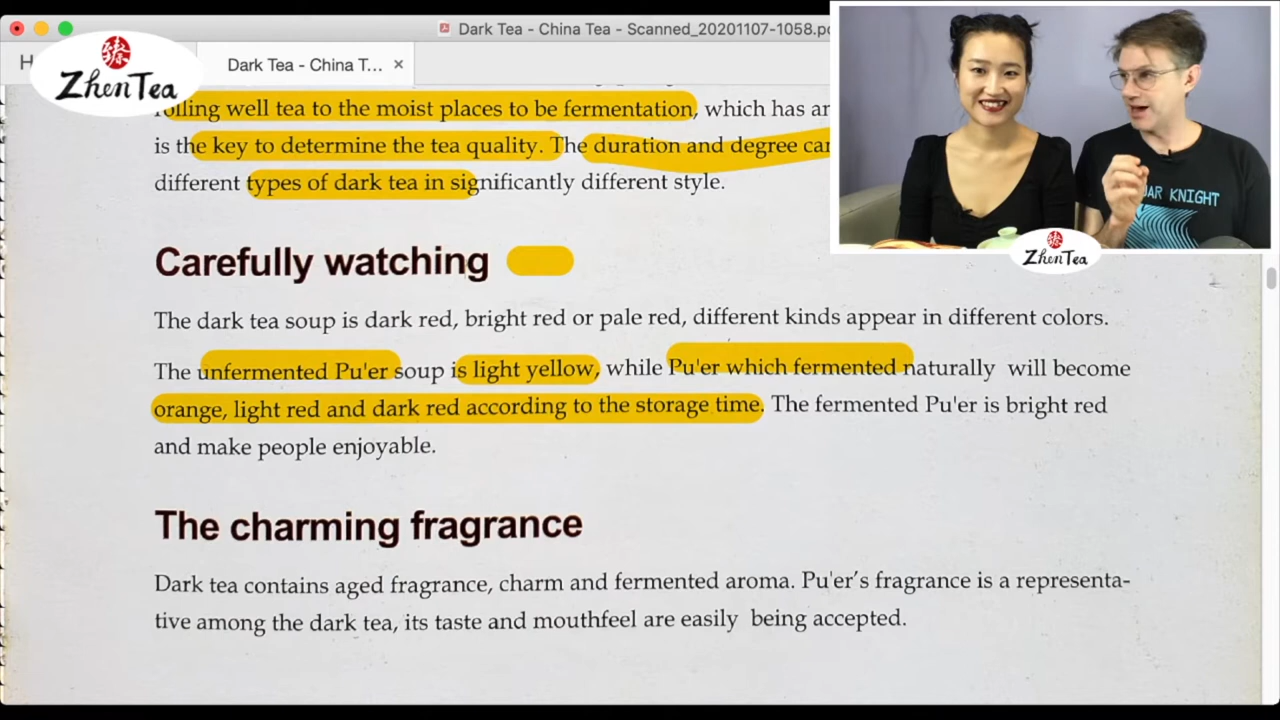 Dark Tea - China Tea - Scanned_20201107-1058.pd
臻
Zhen Tea
H
Dark Tea - China T... ×
rolling well tea to the moist places to be fermentation, which has an
is the key to determine the tea quality. The duration and degree can
different types of dark tea in significantly different style.
AR KNIGHT
臻
Zhen Tea
Carefully watching
The dark tea soup is dark red, bright red or pale red, different kinds appear in different colors.
The unfermented Pu'er soup is light yellow, while Pu'er which fermented naturally will become
orange, light red and dark red according to the storage time. The fermented Pu'er is bright red
and make people enjoyable.
The charming fragrance
Dark tea contains aged fragrance, charm and fermented aroma. Pu'er’s fragrance is a representa-
tive among the dark tea, its taste and mouthfeel are easily being accepted.